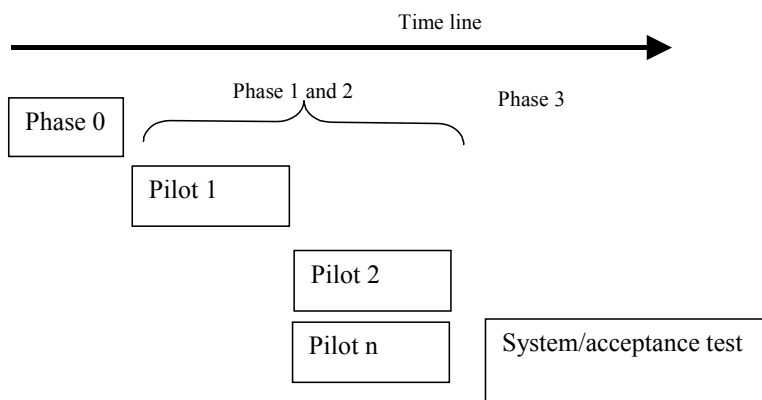 Time line
Phase 1 and 2
Phase 3
Phase 0
Pilot 1
Pilot 2
Pilot n
System/acceptance test